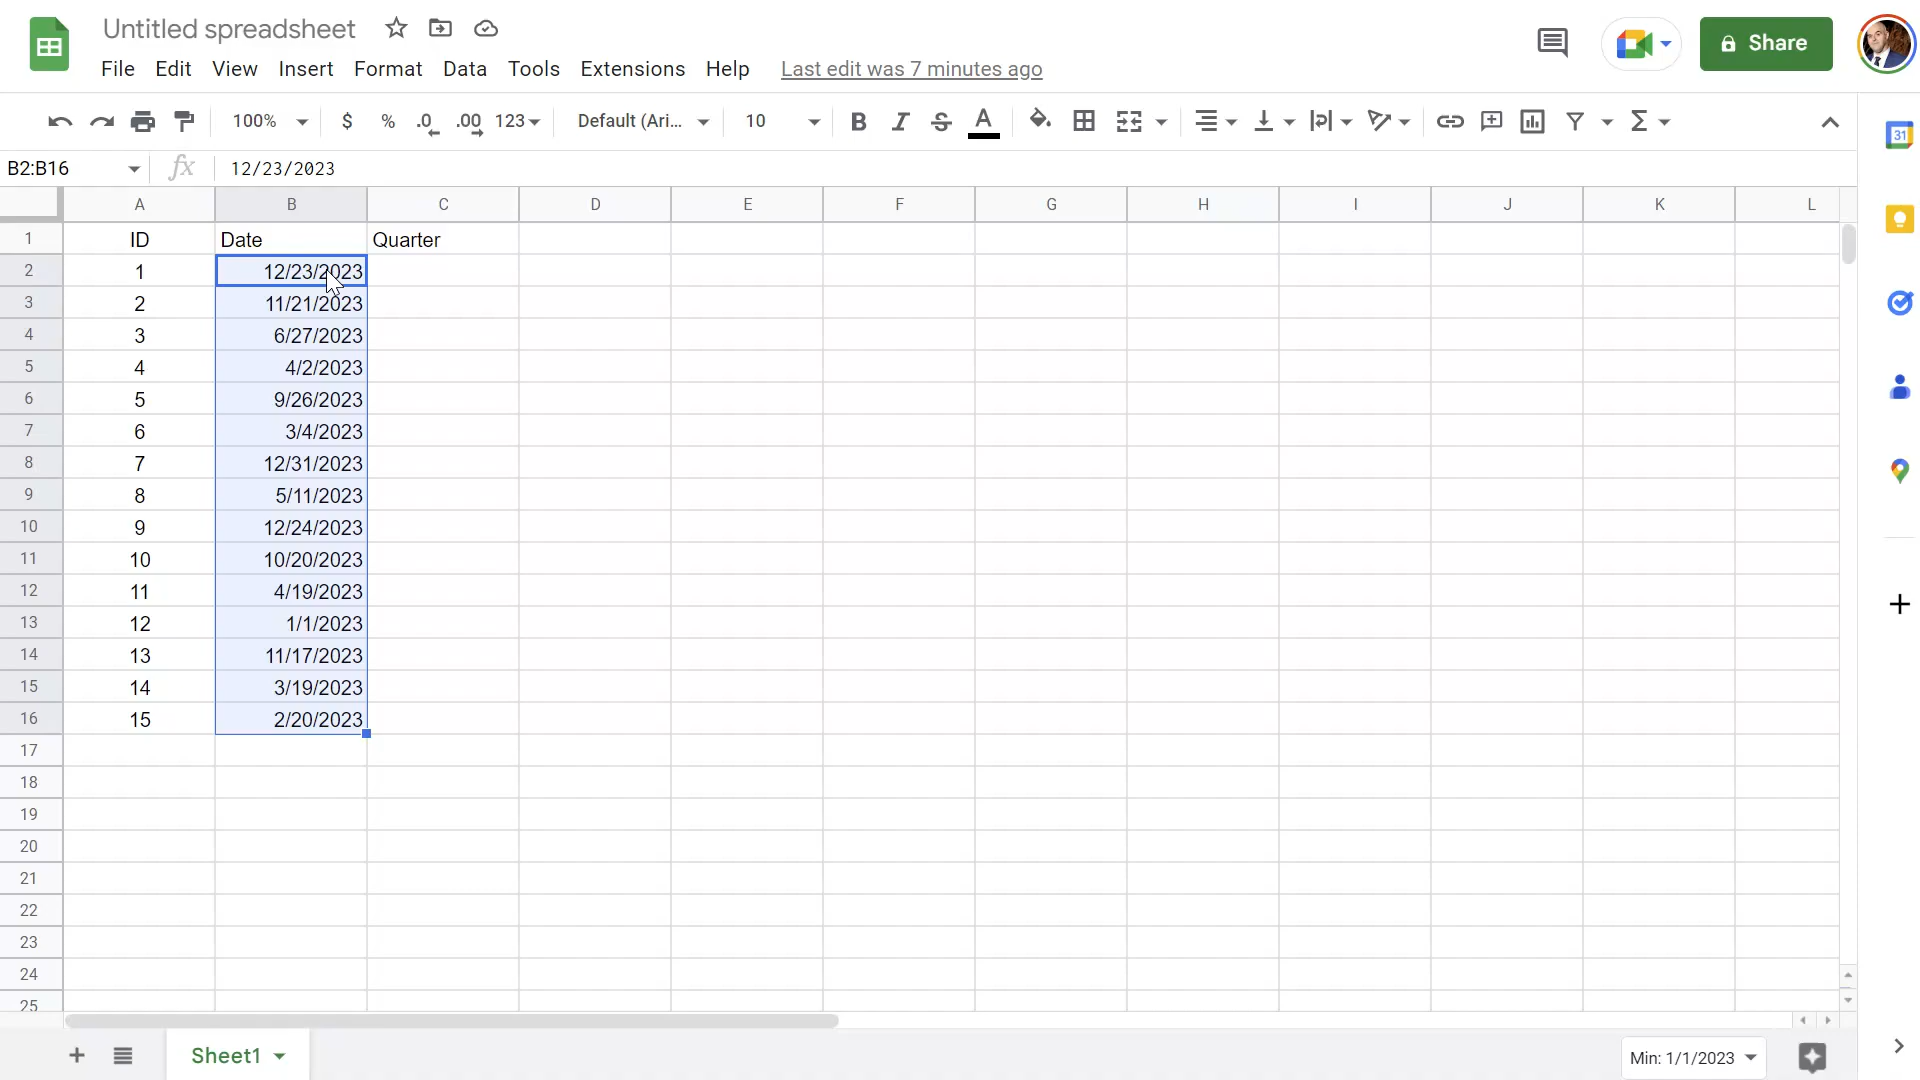 Untitled spreadsheet
File Edit View Insert Format Data Tools Extensions Help Last edit was 7 minutes ago
Share
100% $ % .0 .00 123 Default (Ari... 10 B I S A
31
B2:B16 fx 12/23/2023
A B C D E F G H I J K L
1 ID Date Quarter
2 1 12/23/2023
3 2 11/21/2023
4 3 6/27/2023
5 4 4/2/2023
6 5 9/26/2023
7 6 3/4/2023
8 7 12/31/2023
9 8 5/11/2023
10 9 12/24/2023
11 10 10/20/2023
12 11 4/19/2023
13 12 1/1/2023
14 13 11/17/2023
15 14 3/19/2023
16 15 2/20/2023
17
18
19
20
21
22
23
24
25
Sheet1 Min: 1/1/2023